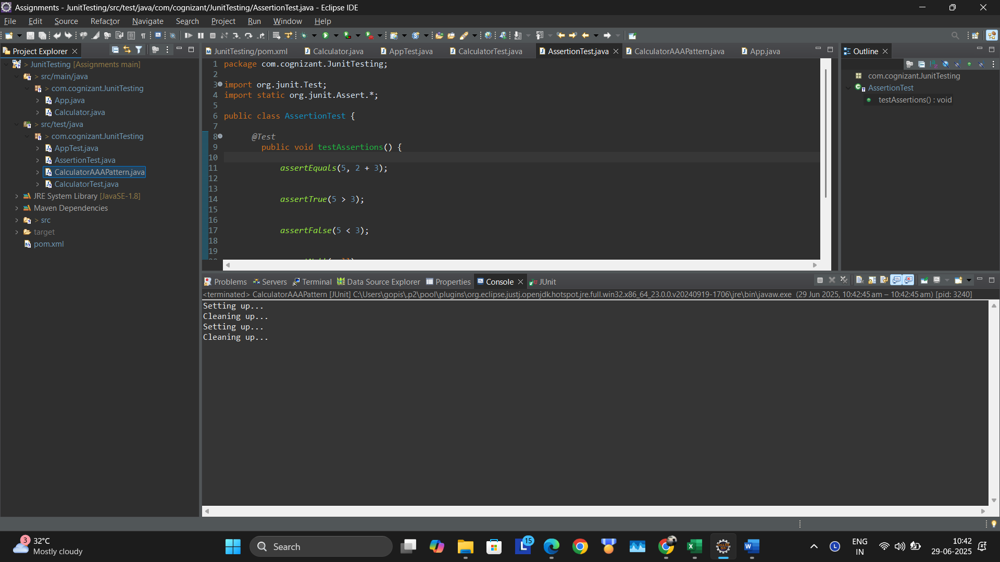 Assignments - JunitTesting/src/test/java/com/cognizant/JunitTesting/AssertionTest.java - Eclipse IDE
File Edit Source Refactor Navigate Search Project Run Window Help
Project Explorer
> JunitTesting [Assignments main]
> src/main/java
> com.cognizant.JunitTesting
App.java
Calculator.java
> src/test/java
> com.cognizant.JunitTesting
AppTest.java
AssertionTest.java
CalculatorAAAPattern.java
CalculatorTest.java
JRE System Library [JavaSE-1.8]
Maven Dependencies
> src
target
pom.xml
JunitTesting/pom.xml Calculator.java AppTest.java CalculatorTest.java AssertionTest.java CalculatorAAAPattern.java App.java
1 package com.cognizant.JunitTesting;
2
3 import org.junit.Test;
4 import static org.junit.Assert.*;
5
6 public class AssertionTest {
7
8 @Test
9 public void testAssertions() {
10
11 assertEquals(5, 2 + 3);
12
13
14 assertTrue(5 > 3);
15
16
17 assertFalse(5 < 3);
18
19
Outline
com.cognizant.JunitTesting
AssertionTest
testAssertions() : void
Problems Servers Terminal Data Source Explorer Properties Console JUnit
<terminated> CalculatorAAAPattern [JUnit] C:\Users\gopis\.p2\pool\plugins\org.eclipse.justj.openjdk.hotspot.jre.full.win32.x86_64_23.0.0.v20240919-1706\jre\bin\javaw.exe (29 Jun 2025, 10:42:45 am – 10:42:45 am) [pid: 3240]
Setting up...
Cleaning up...
Setting up...
Cleaning up...
3
32°C
Mostly cloudy
Search
15
L
ENG
IN
10:42
29-06-2025